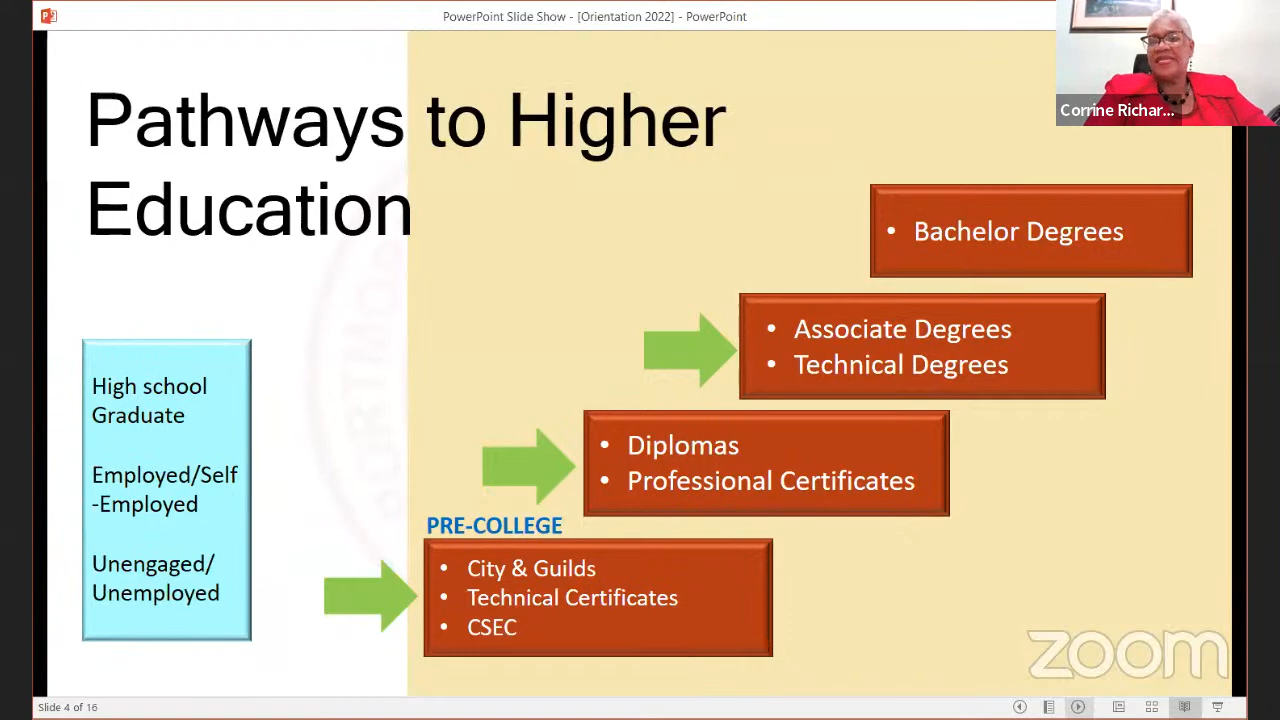 PowerPoint Slide Show - [Orientation 2022] - PowerPoint
Corrine Richar...
Pathways to Higher
Education
• Bachelor Degrees
• Associate Degrees
• Technical Degrees
• Diplomas
• Professional Certificates
PRE-COLLEGE
• City & Guilds
• Technical Certificates
• CSEC
High school
Graduate
Employed/Self
-Employed
Unengaged/
Unemployed
zoom
Slide 4 of 16